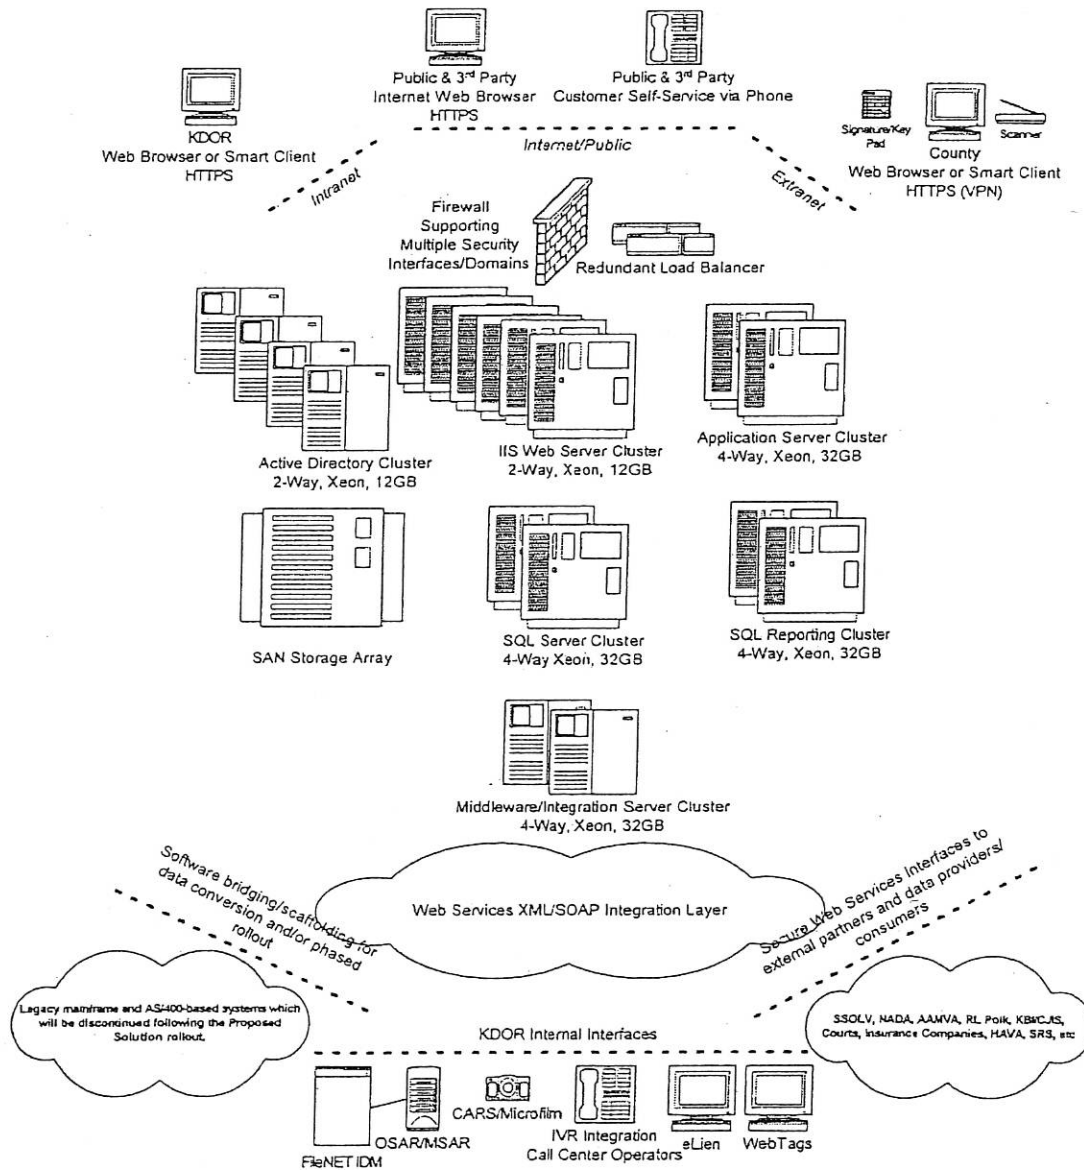 Public & 3rd Party
Internet Web Browser
HTTPS
Public & 3rd Party
Customer Self-Service via Phone
KDOR
Web Browser or Smart Client
HTTPS
Signature/Key
Pad
Scanner
County
Web Browser or Smart Client
HTTPS (VPN)
Internet/Public
Intranet
Extranet
Firewall
Supporting
Multiple Security
Interfaces/Domains
Redundant Load Balancer
Active Directory Cluster
2-Way, Xeon, 12GB
IIS Web Server Cluster
2-Way, Xeon, 12GB
Application Server Cluster
4-Way, Xeon, 32GB
SAN Storage Array
SQL Server Cluster
4-Way Xeon, 32GB
SQL Reporting Cluster
4-Way, Xeon, 32GB
Middleware/Integration Server Cluster
4-Way, Xeon, 32GB
Software bridging/scaffolding for
data conversion and/or phased
rollout
Web Services XML/SOAP Integration Layer
Secure Web Services Interfaces to
external partners and data providers/
consumers
Legacy mainframe and AS/400-based systems which
will be discontinued following the Proposed
Solution rollout.
SSOLV, NADA, AAMVA, RL Polk, KBI/CJIS,
Courts, Insurance Companies, HAVA, SRS, etc
KDOR Internal Interfaces
FileNET IDM
OSAR/MSAR
CARS/Microfilm
IVR Integration
Call Center Operators
eLien
WebTags